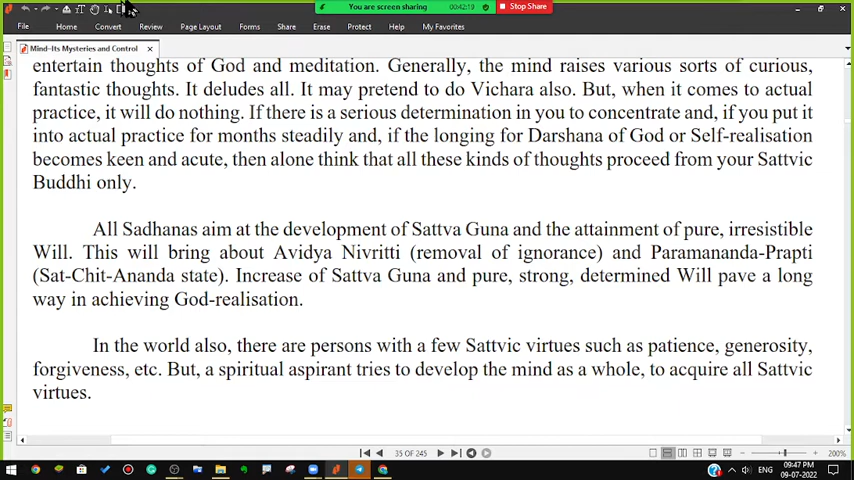 You are screen sharing 00:42:19 Stop Share
File Home Convert Review Page Layout Forms Share Erase Protect Help My Favorites
Mind-Its Mysteries and Control
entertain thoughts of God and meditation. Generally, the mind raises various sorts of curious,
fantastic thoughts. It deludes all. It may pretend to do Vichara also. But, when it comes to actual
practice, it will do nothing. If there is a serious determination in you to concentrate and, if you put it
into actual practice for months steadily and, if the longing for Darshana of God or Self-realisation
becomes keen and acute, then alone think that all these kinds of thoughts proceed from your Sattvic
Buddhi only.
All Sadhanas aim at the development of Sattva Guna and the attainment of pure, irresistible
Will. This will bring about Avidya Nivritti (removal of ignorance) and Paramananda-Prapti
(Sat-Chit-Ananda state). Increase of Sattva Guna and pure, strong, determined Will pave a long
way in achieving God-realisation.
In the world also, there are persons with a few Sattvic virtues such as patience, generosity,
forgiveness, etc. But, a spiritual aspirant tries to develop the mind as a whole, to acquire all Sattvic
virtues.
35 OF 245 200%
ENG 09:47 PM
09-07-2022